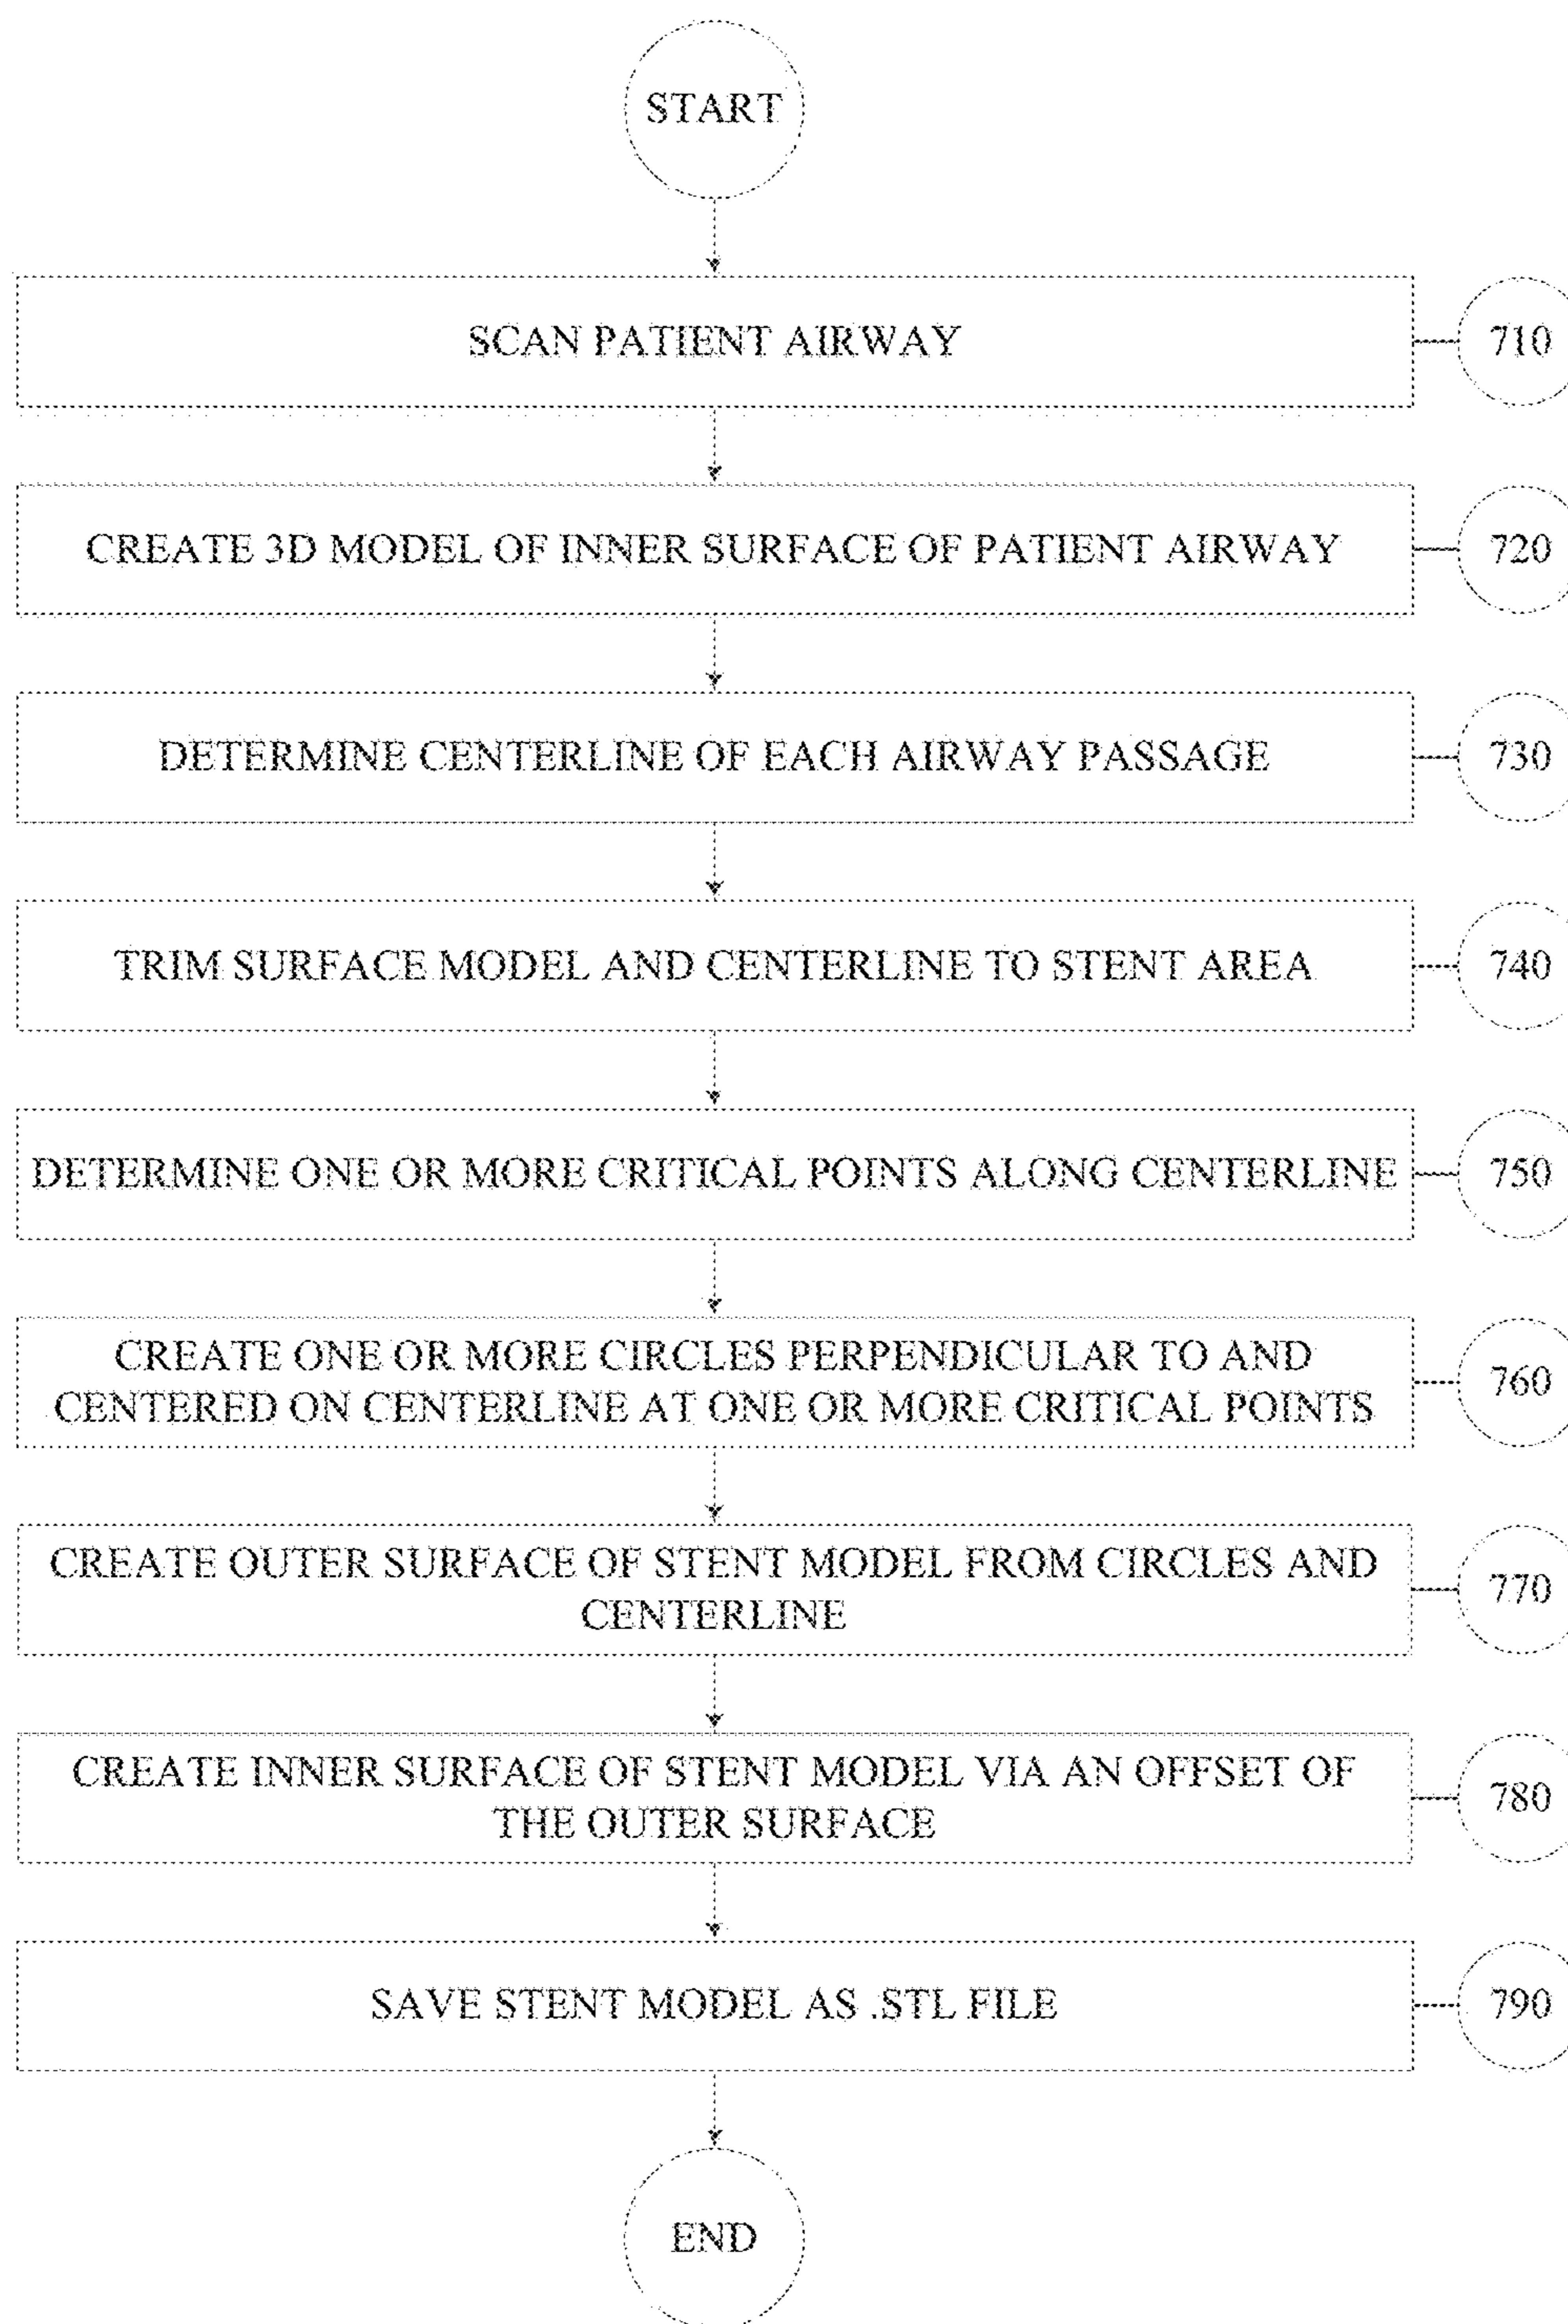 START
SCAN PATIENT AIRWAY
710
CREATE 3D MODEL OF INNER SURFACE OF PATIENT AIRWAY
720
DETERMINE CENTERLINE OF EACH AIRWAY PASSAGE
730
TRIM SURFACE MODEL AND CENTERLINE TO STENT AREA
740
DETERMINE ONE OR MORE CRITICAL POINTS ALONG CENTERLINE
750
CREATE ONE OR MORE CIRCLES PERPENDICULAR TO AND
CENTERED ON CENTERLINE AT ONE OR MORE CRITICAL POINTS
760
CREATE OUTER SURFACE OF STENT MODEL FROM CIRCLES AND
CENTERLINE
770
CREATE INNER SURFACE OF STENT MODEL VIA AN OFFSET OF
THE OUTER SURFACE
780
SAVE STENT MODEL AS .STL FILE
790
END